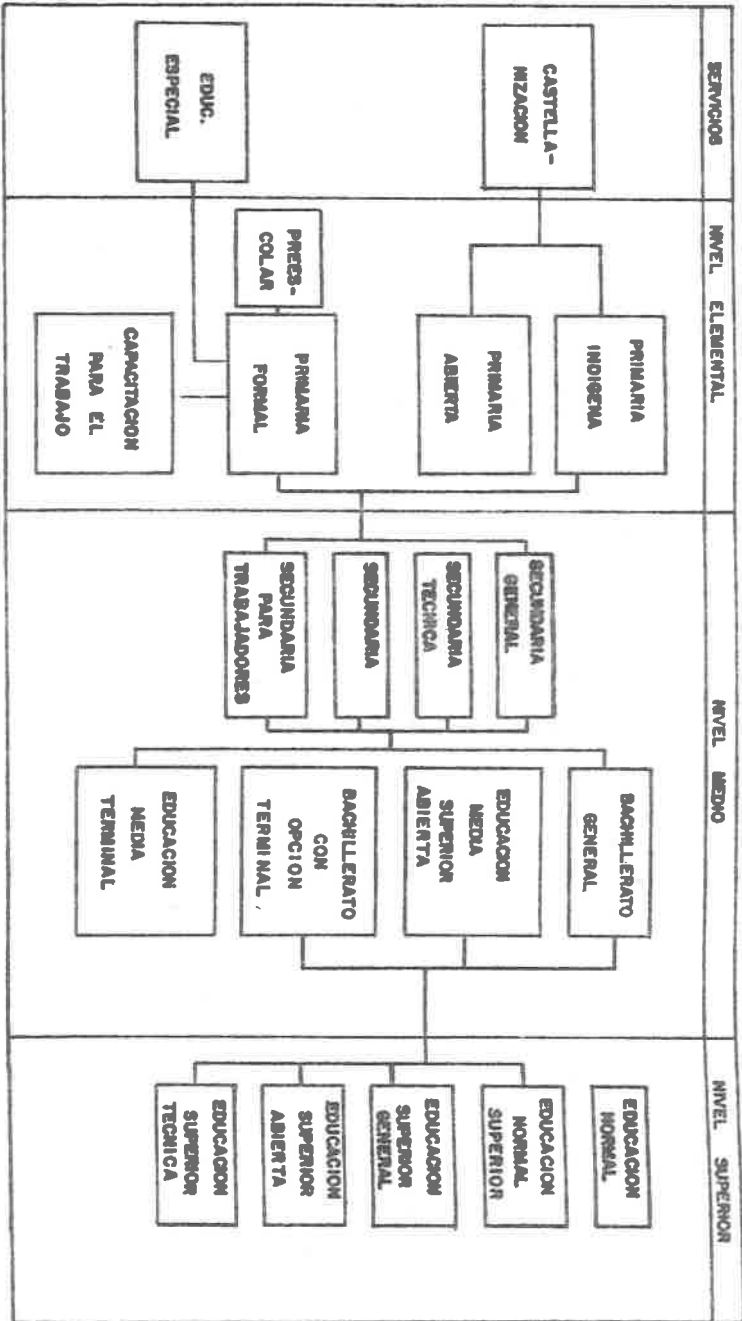 SERVICIOS
CASTELLA-
NIZACION
EDUC.
ESPECIAL
NIVEL ELEMENTAL
PRIMARIA
INDIGENA
PRIMARIA
ABIERTA
PREES-
COLAR
PRIMARIA
FORMAL
CAPACITACION
PARA EL
TRABAJO
NIVEL MEDIO
SECUNDARIA
GENERAL
SECUNDARIA
TECNICA
SECUNDARIA
SECUNDARIA
PARA
TRABAJADORES
BACHILLERATO
GENERAL
EDUCACION
MEDIA
SUPERIOR
ABIERTA
BACHILLERATO
CON
OPCION
TERMINAL.
EDUCACION
MEDIA
TERMINAL
NIVEL SUPERIOR
EDUCACION
NORMAL
EDUCACION
NORMAL
SUPERIOR
EDUCACION
SUPERIOR
GENERAL
EDUCACION
SUPERIOR
ABIERTA
EDUCACION
SUPERIOR
TECNICA